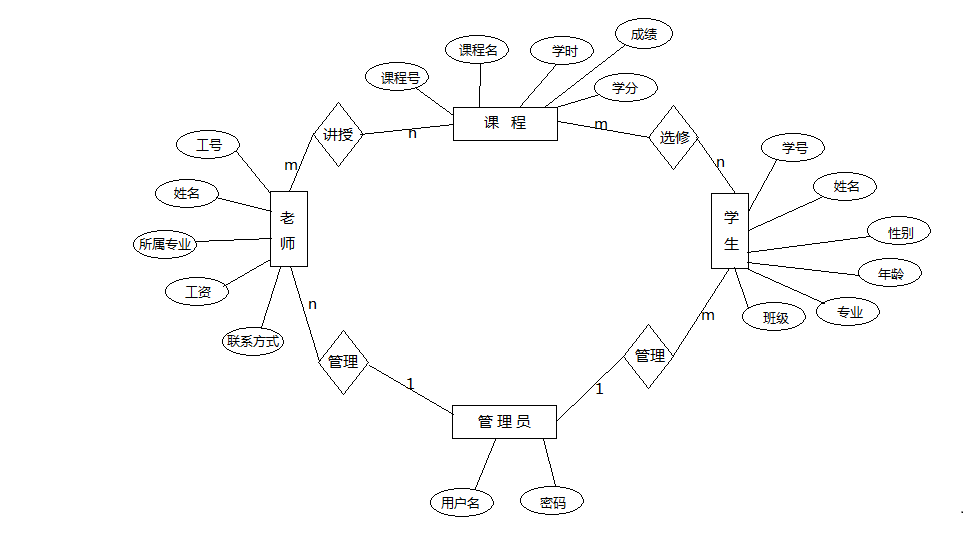 成绩
课程名
学时
课程号
学分
课 程
讲授
n
m
选修
工号
m
n
学号
姓名
姓名
老
师
学
生
所属专业
性别
工资
年龄
n
m
班级
专业
联系方式
管理
管理
1
1
管 理 员
用户名
密码